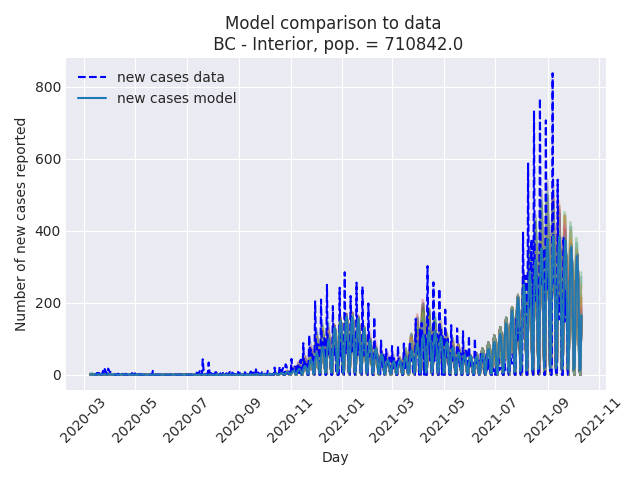 Model comparison to data
BC - Interior, pop. = 710842.0
new cases data
new cases model
Number of new cases reported
800
600
400
200
0
2020-03
2020-05
2020-07
2020-09
2020-11
2021-01
2021-03
2021-05
2021-07
2021-09
2021-11
Day